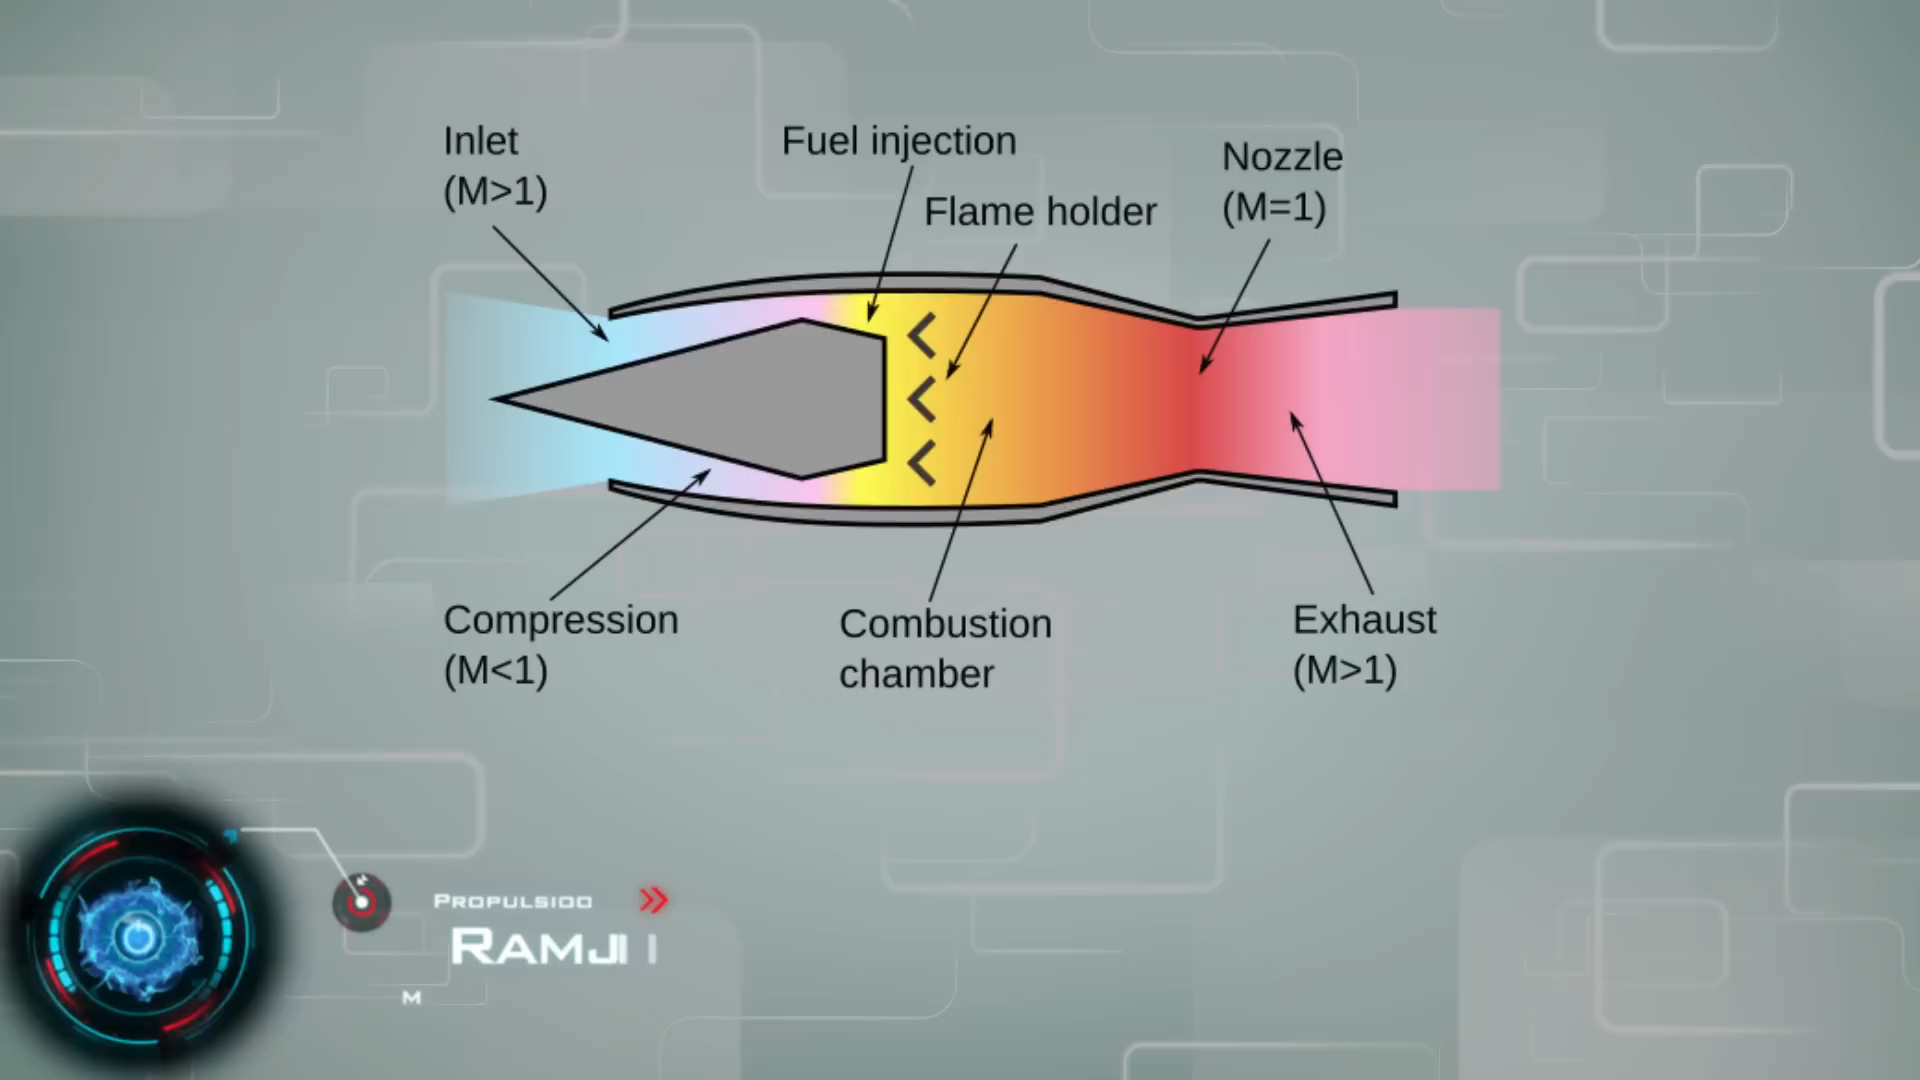 Inlet
(M>1)
Fuel injection
Flame holder
Nozzle
(M=1)
Compression
(M<1)
Combustion
chamber
Exhaust
(M>1)
M